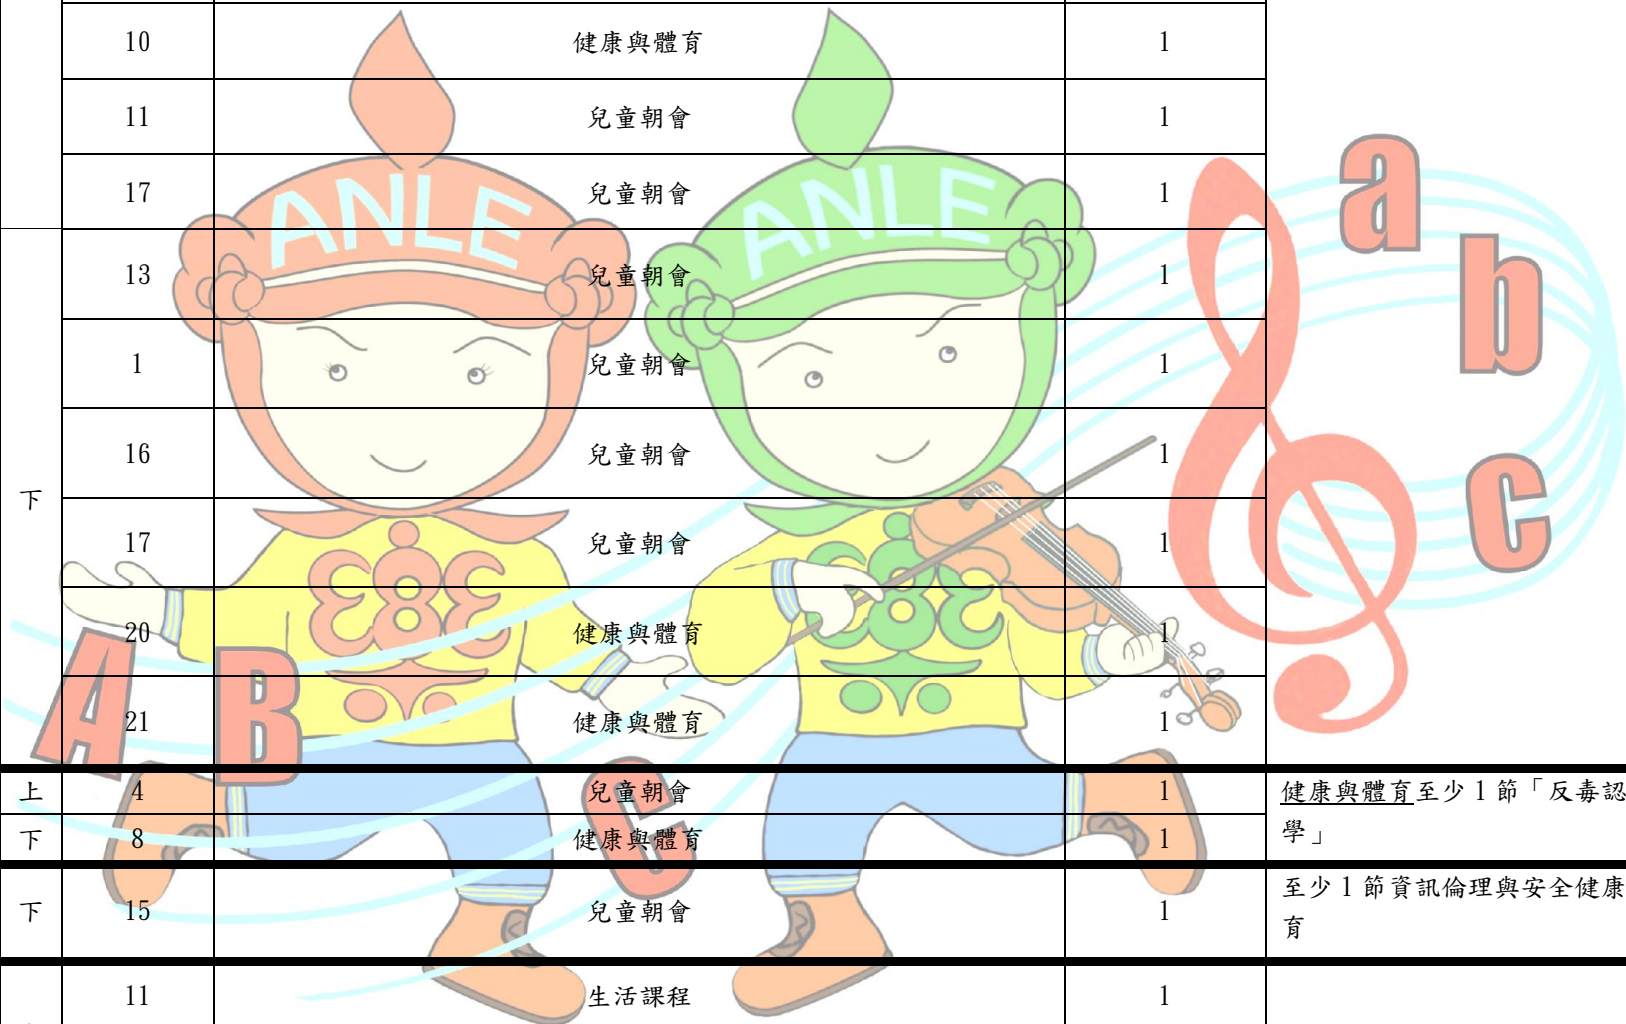 10 健康與體育 1
11 兒童朝會 1
17 兒童朝會 1
13 兒童朝會 1
1 兒童朝會 1
16 兒童朝會 1
下
17 兒童朝會 1
20 健康與體育 1
21 健康與體育 1
上 4 兒童朝會 1 健康與體育至少 1 節「反毒認
下 8 健康與體育 1 學」
下 15 兒童朝會 1 至少 1 節資訊倫理與安全健康
育
11 生活課程 1
ANLE
ANLE
a
b
c
A
B
C